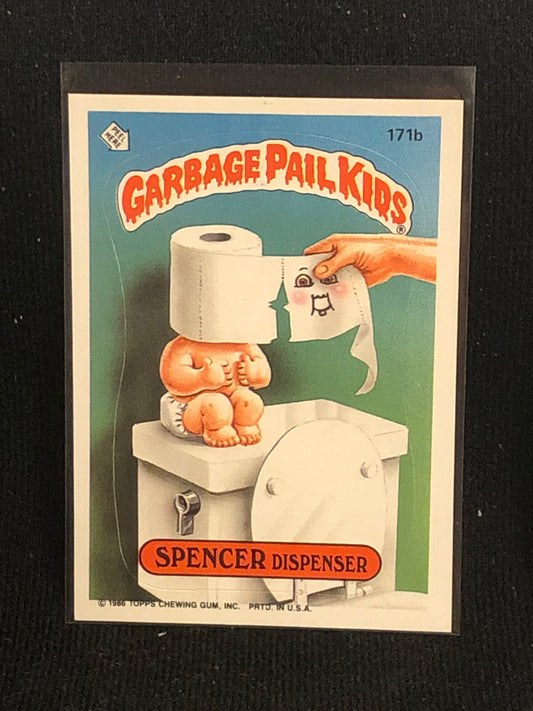 PEEL HERE
171b
GARBAGE PAIL KIDS®
SPENCER DISPENSER
© 1986 TOPPS CHEWING GUM, INC. PRTD. IN U.S.A.